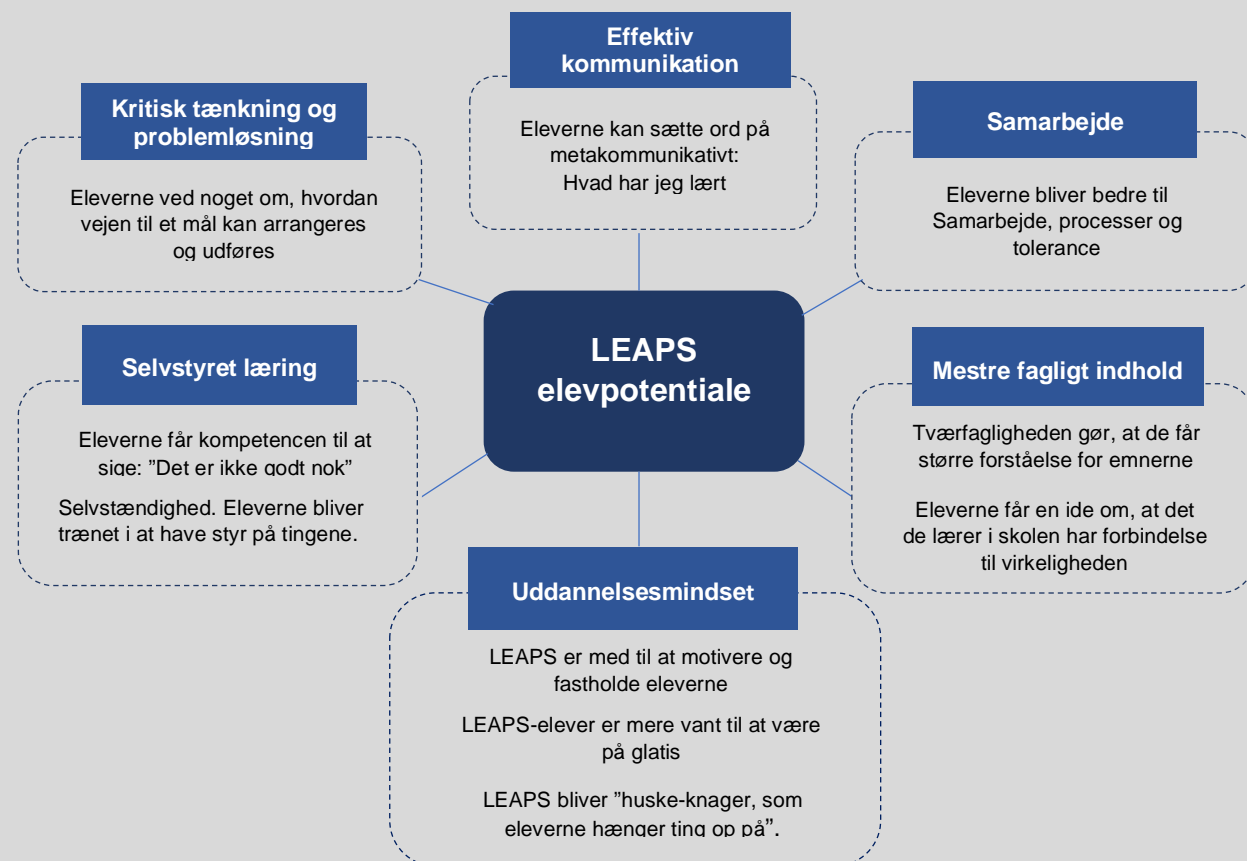 Effektiv
kommunikation
Eleverne kan sætte ord på
metakommunikativt:
Hvad har jeg lært
Kritisk tænkning og
problemløsning
Eleverne ved noget om, hvordan
vejen til et mål kan arrangeres
og udføres
Samarbejde
Eleverne bliver bedre til
Samarbejde, processer og
tolerance
LEAPS
elevpotentiale
Selvstyret læring
Eleverne får kompetencen til at
sige: ”Det er ikke godt nok”
Selvstændighed. Eleverne bliver
trænet i at have styr på tingene.
Mestre fagligt indhold
Tværfagligheden gør, at de får
større forståelse for emnerne
Eleverne får en ide om, at det
de lærer i skolen har forbindelse
til virkeligheden
Uddannelsesmindset
LEAPS er med til at motivere og
fastholde eleverne
LEAPS-elever er mere vant til at være
på glatis
LEAPS bliver ”huske-knager, som
eleverne hænger ting op på”.